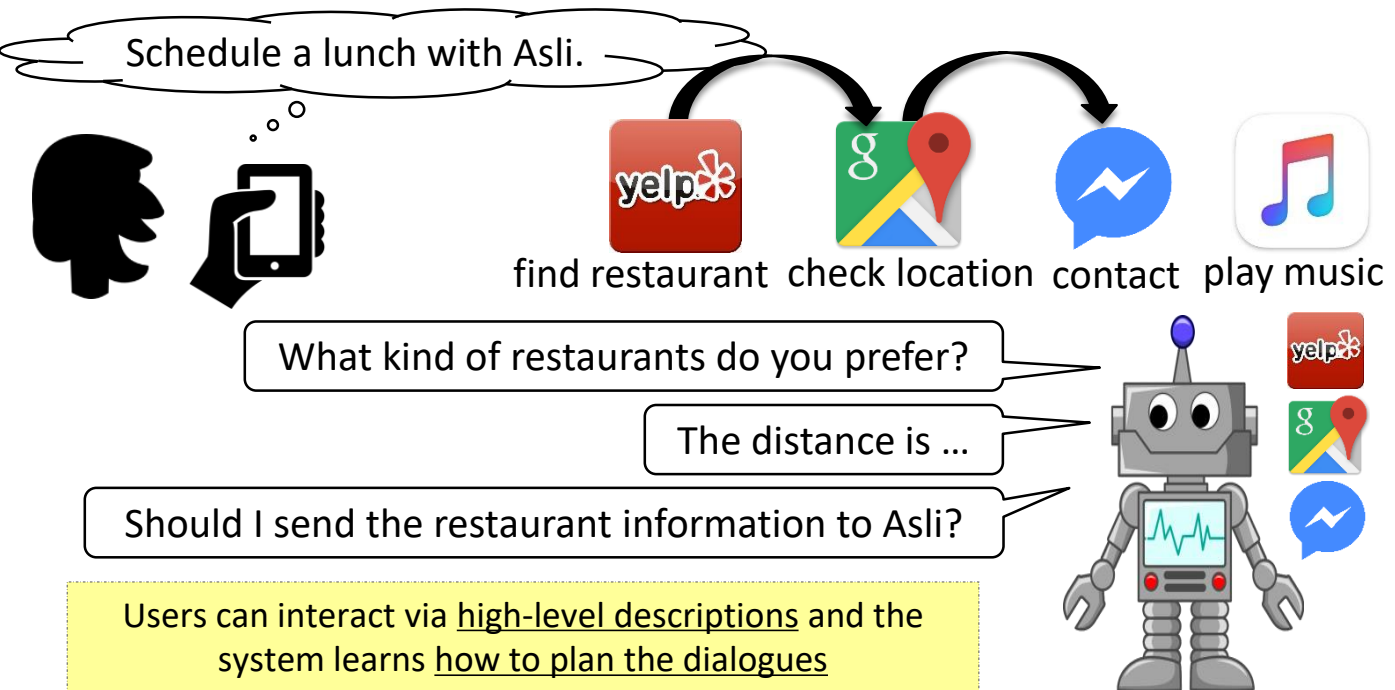 Schedule a lunch with Asli.
yelp
g
find restaurant check location contact play music
What kind of restaurants do you prefer?
yelp
The distance is …
g
Should I send the restaurant information to Asli?
Users can interact via high-level descriptions and the
system learns how to plan the dialogues